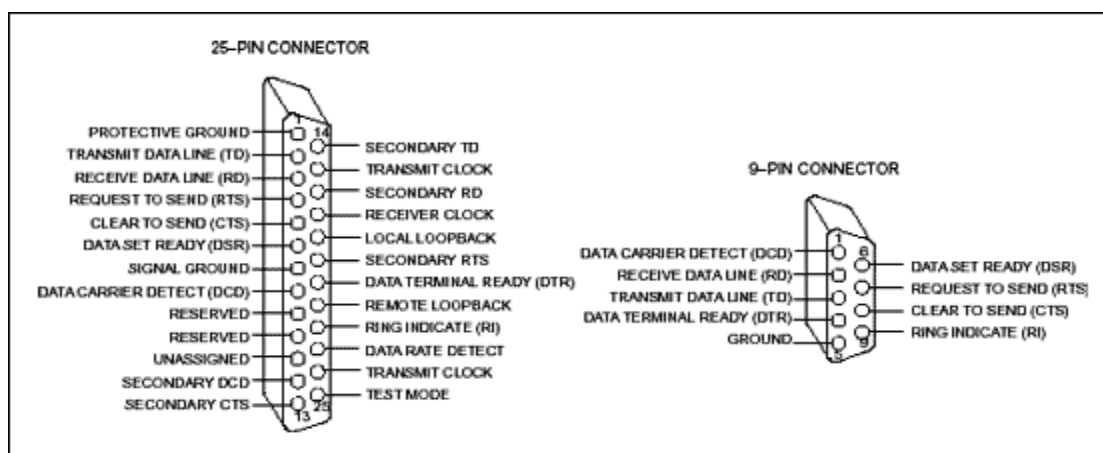 25-PIN CONNECTOR
1
14
PROTECTIVE GROUND
TRANSMIT DATA LINE (TD)
RECEIVE DATA LINE (RD)
REQUEST TO SEND (RTS)
CLEAR TO SEND (CTS)
DATA SET READY (DSR)
SIGNAL GROUND
DATA CARRIER DETECT (DCD)
RESERVED
RESERVED
UNASSIGNED
SECONDARY DCD
SECONDARY CTS
SECONDARY TD
TRANSMIT CLOCK
SECONDARY RD
RECEIVER CLOCK
LOCAL LOOPBACK
SECONDARY RTS
DATA TERMINAL READY (DTR)
REMOTE LOOPBACK
RING INDICATE (RI)
DATA RATE DETECT
TRANSMIT CLOCK
TEST MODE
13
25
9-PIN CONNECTOR
1
6
DATA CARRIER DETECT (DCD)
RECEIVE DATA LINE (RD)
TRANSMIT DATA LINE (TD)
DATA TERMINAL READY (DTR)
GROUND
DATA SET READY (DSR)
REQUEST TO SEND (RTS)
CLEAR TO SEND (CTS)
RING INDICATE (RI)
5
9